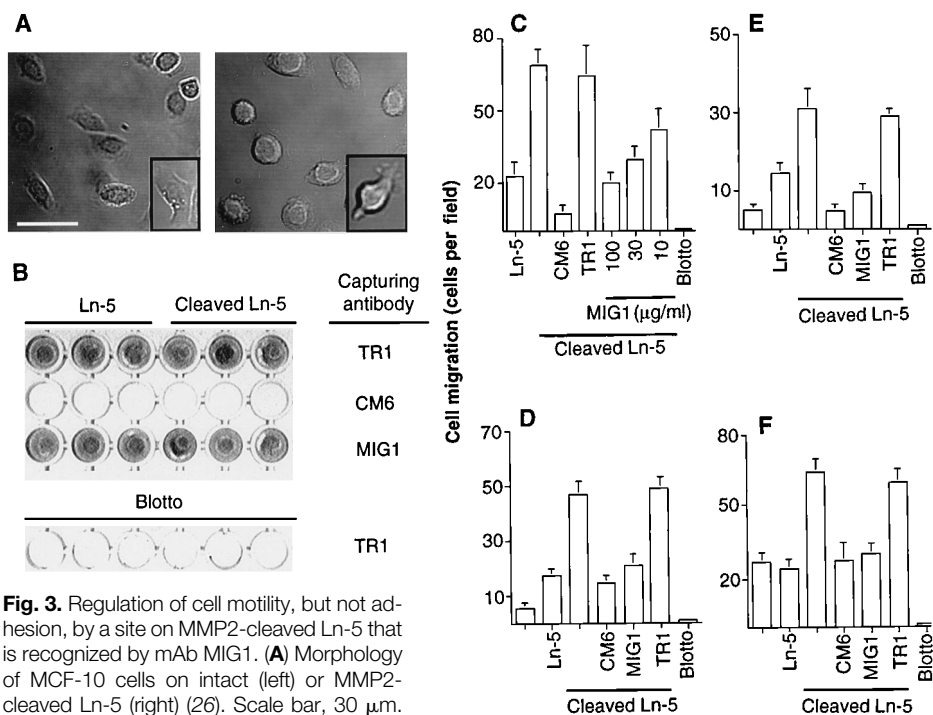 A
B
Ln-5
Cleaved Ln-5
Capturing
antibody
TR1
CM6
MIG1
Blotto
TR1
Fig. 3. Regulation of cell motility, but not ad-
hesion, by a site on MMP2-cleaved Ln-5 that
is recognized by mAb MIG1. (A) Morphology
of MCF-10 cells on intact (left) or MMP2-
cleaved Ln-5 (right) (26). Scale bar, 30 µm.
Cell migration (cells per field)
C
80
50
20
Ln-5
CM6
TR1
100
30
10
Blotto
MIG1 (µg/ml)
Cleaved Ln-5
D
70
50
30
10
Ln-5
CM6
MIG1
TR1
Blotto
Cleaved Ln-5
E
50
30
10
Ln-5
CM6
MIG1
TR1
Blotto
Cleaved Ln-5
F
80
50
20
Ln-5
CM6
MIG1
TR1
Blotto
Cleaved Ln-5